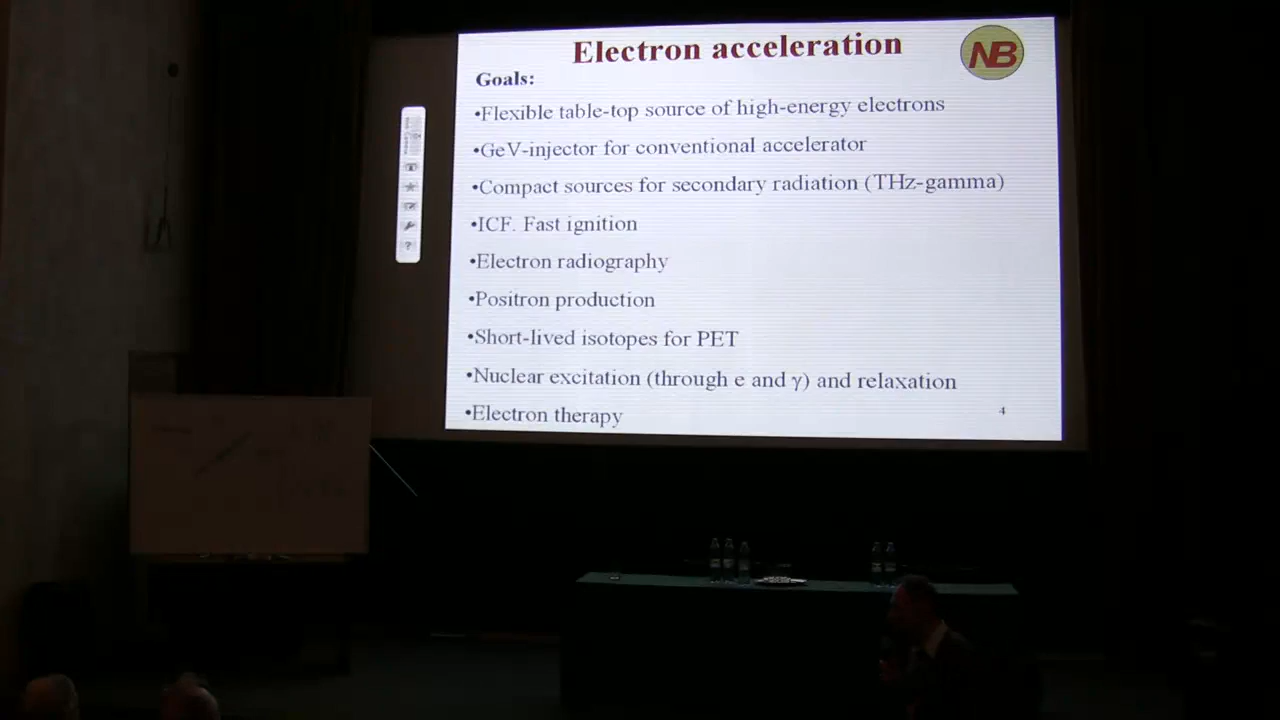 Electron acceleration
NB
Goals:
•Flexible table-top source of high-energy electrons
•GeV-injector for conventional accelerator
•Compact sources for secondary radiation (THz-gamma)
•ICF. Fast ignition
•Electron radiography
•Positron production
•Short-lived isotopes for PET
•Nuclear excitation (through e and γ) and relaxation
•Electron therapy
4
?